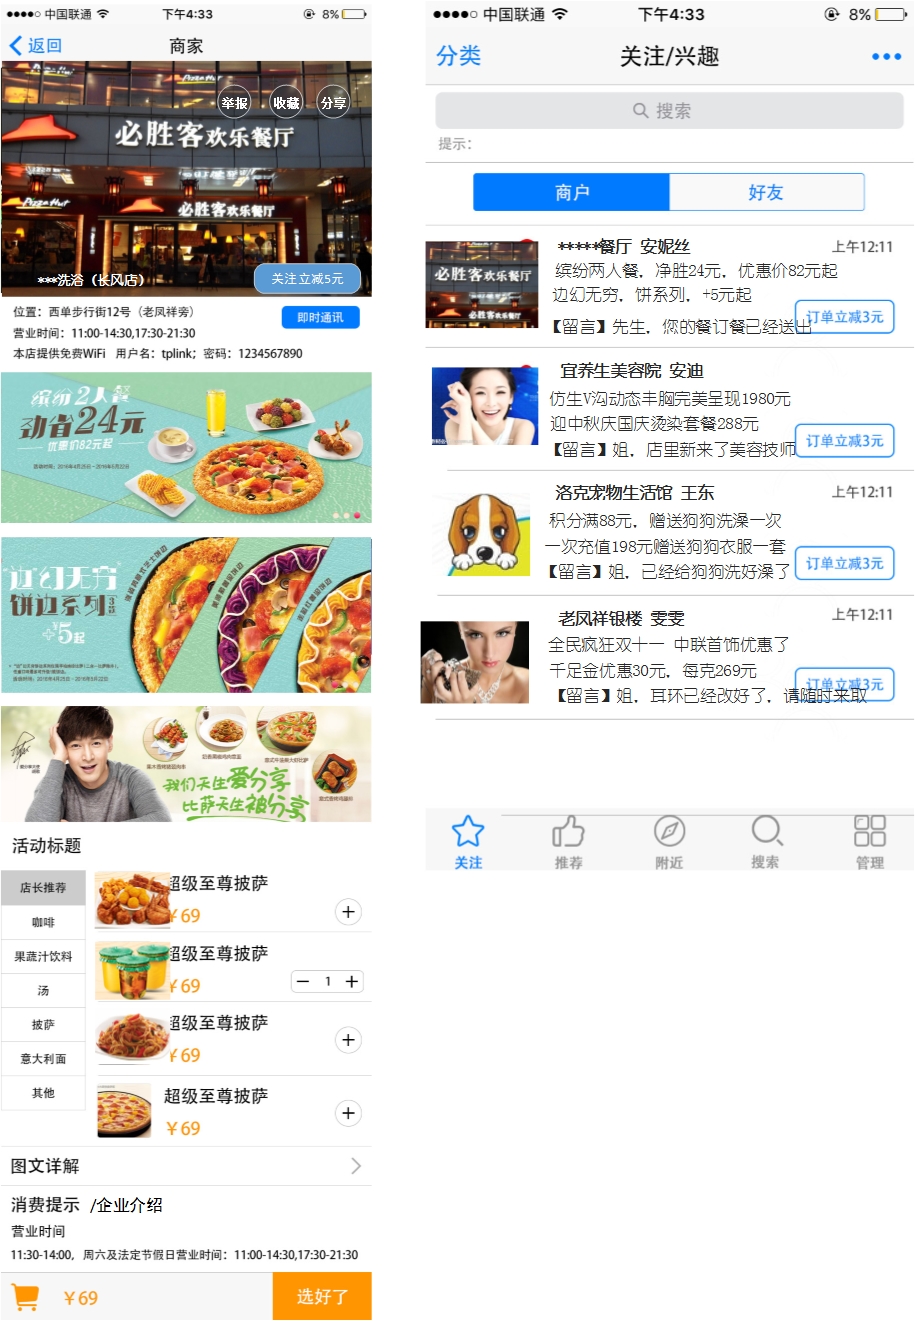 中国联通
下午4:33
8%
返回
商家
举报
收藏
分享
Pizza Hut
必胜客欢乐餐厅
Pizza Hut
必胜客欢乐餐厅
***洗浴（长风店）
关注立减5元
位置：西单步行街12号（老凤祥旁）
即时通讯
营业时间：11:00-14:30,17:30-21:30
本店提供免费WiFi 用户名：tplink；密码：1234567890
缤纷2人餐
劲省24元
优惠价82元起
边幻无穷
饼边系列
+5元起
我们天生爱分享
比萨天生被分享
活动标题
店长推荐
咖啡
果蔬汁饮料
汤
披萨
意大利面
其他
超级至尊披萨
￥69
超级至尊披萨
￥69
1
超级至尊披萨
￥69
超级至尊披萨
￥69
图文详解
消费提示 /企业介绍
营业时间
11:30-14:00，周六及法定节假日营业时间：11:00-14:30,17:30-21:30
￥69
选好了
中国联通
下午4:33
8%
分类
关注/兴趣
搜索
提示：
商户
好友
必胜客欢
必胜客欢乐
*****餐厅 安妮丝
上午12:11
缤纷两人餐，净胜24元，优惠价82元起
边幻无穷，饼系列，+5元起
【留言】先生，您的餐订餐已经送出
订单立减3元
宜养生美容院 安迪
仿生V沟动态丰胸完美呈现1980元
迎中秋庆国庆烫染套餐288元
【留言】姐，店里新来了美容技师
订单立减3元
洛克宠物生活馆 王东
上午12:11
积分满88元，赠送狗狗洗澡一次
一次充值198元赠送狗狗衣服一套
【留言】姐，已经给狗狗洗好澡了
订单立减3元
老凤祥银楼 雯雯
上午12:11
全民疯狂双十一 中联首饰优惠了
千足金优惠30元，每克269元
【留言】姐，耳环已经改好了，请随时来取
订单立减3元
关注
推荐
附近
搜索
管理